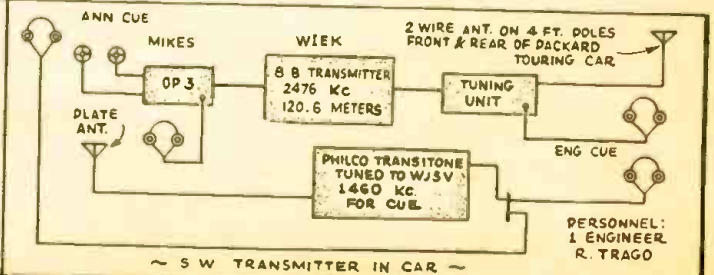 ANN CUE
MIKES
WIEK
2 WIRE ANT. ON 4 FT. POLES
FRONT & REAR OF PACKARD
TOURING CAR
OP 3
8 B TRANSMITTER
2476 KC
120.6 METERS
TUNING
UNIT
PLATE
ANT.
ENG CUE
PHILCO TRANSITONE
TUNED TO WJSV
1460 KC.
FOR CUE
PERSONNEL:
1 ENGINEER
R. TRAGO
~ S W TRANSMITTER IN CAR ~